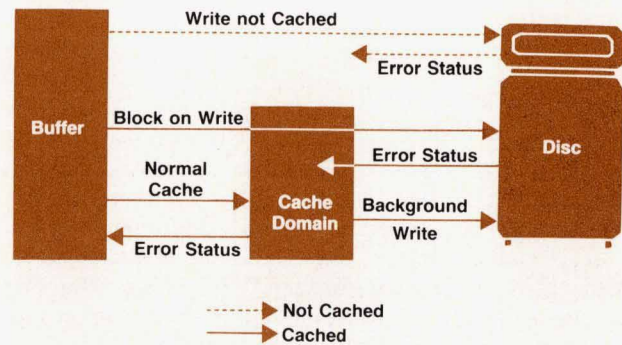 Write not Cached
Error Status
Buffer
Block on Write
Disc
Error Status
Normal
Cache
Cache
Domain
Background
Write
Error Status
Not Cached
Cached